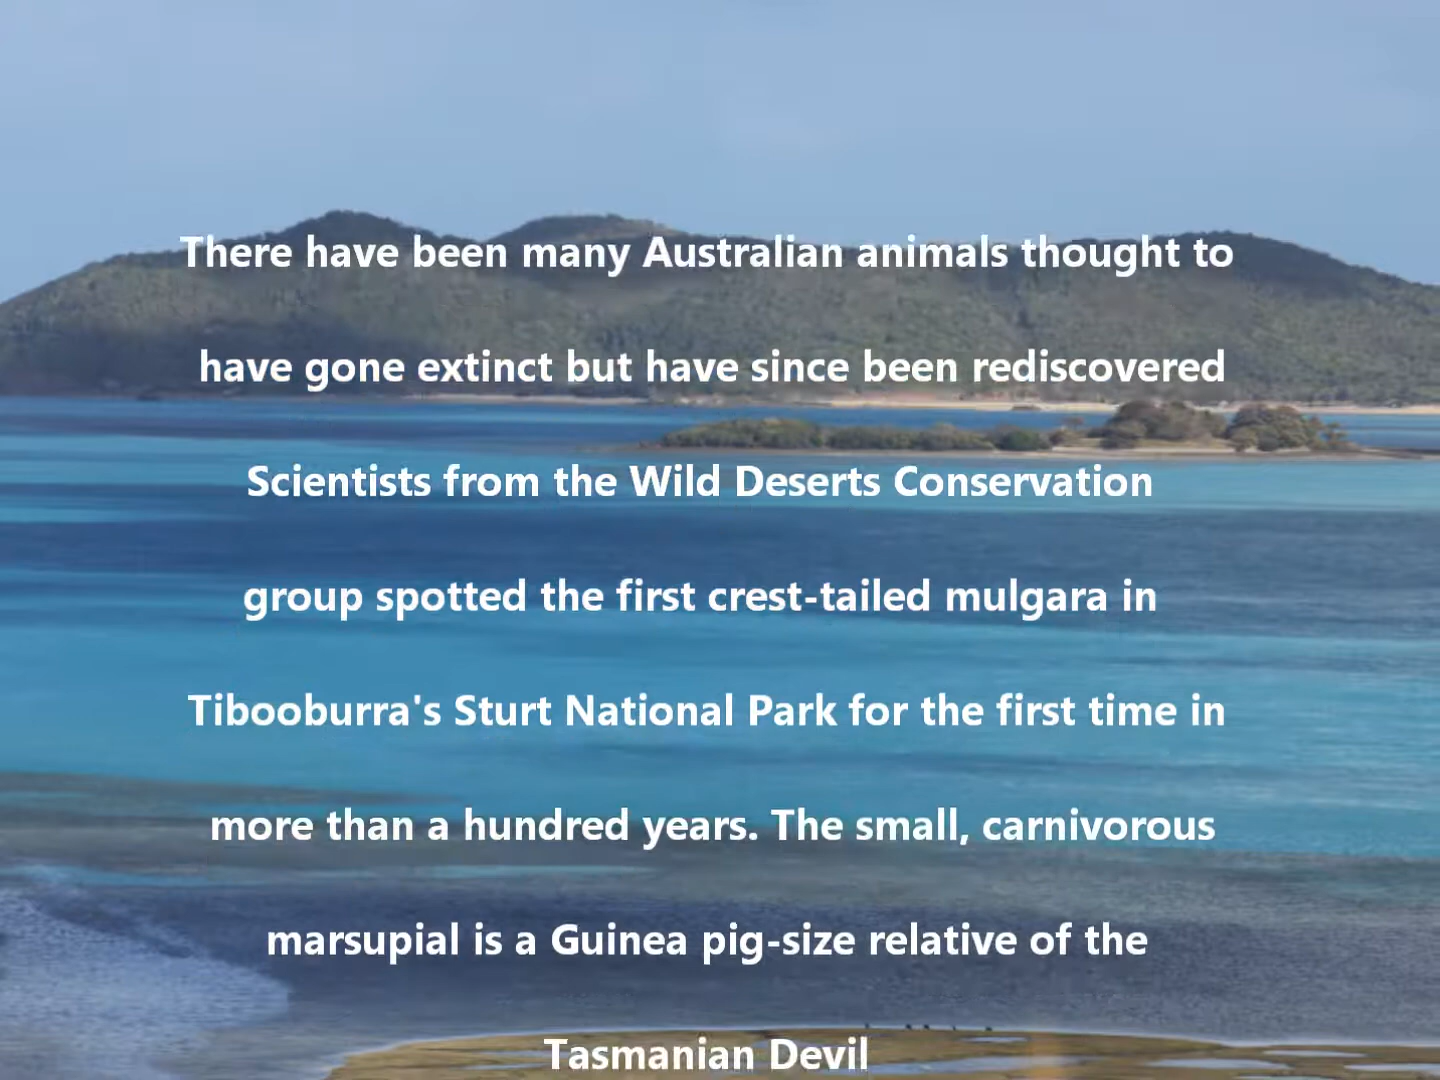 There have been many Australian animals thought to
have gone extinct but have since been rediscovered
Scientists from the Wild Deserts Conservation
group spotted the first crest-tailed mulgara in
Tibooburra's Sturt National Park for the first time in
more than a hundred years. The small, carnivorous
marsupial is a Guinea pig-size relative of the
Tasmanian Devil